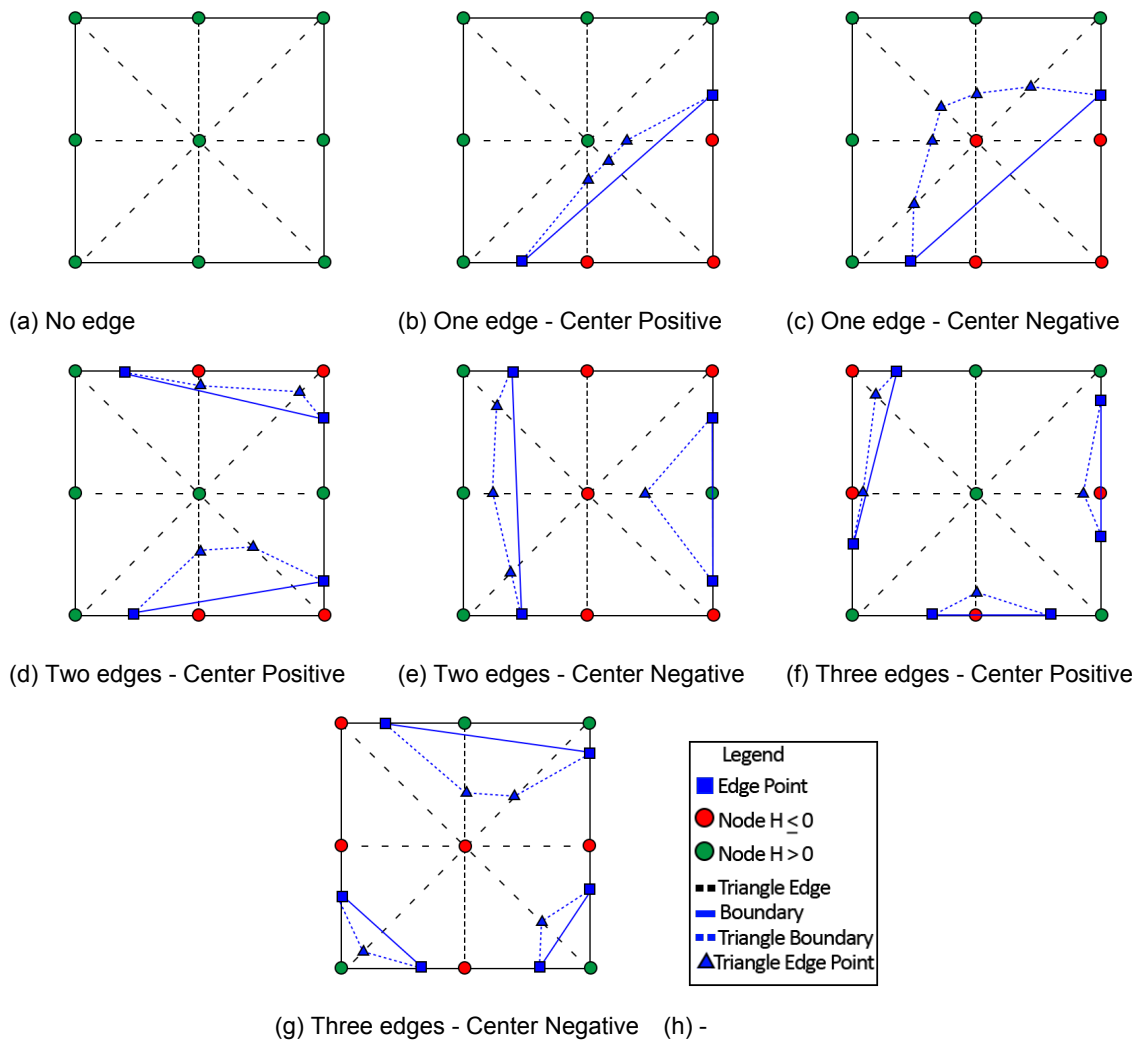 (a) No edge
(b) One edge - Center Positive
(c) One edge - Center Negative
(d) Two edges - Center Positive
(e) Two edges - Center Negative
(f) Three edges - Center Positive
Legend
Edge Point
Node H ≤ 0
Node H > 0
Triangle Edge
Boundary
Triangle Boundary
Triangle Edge Point
(g) Three edges - Center Negative
(h) -